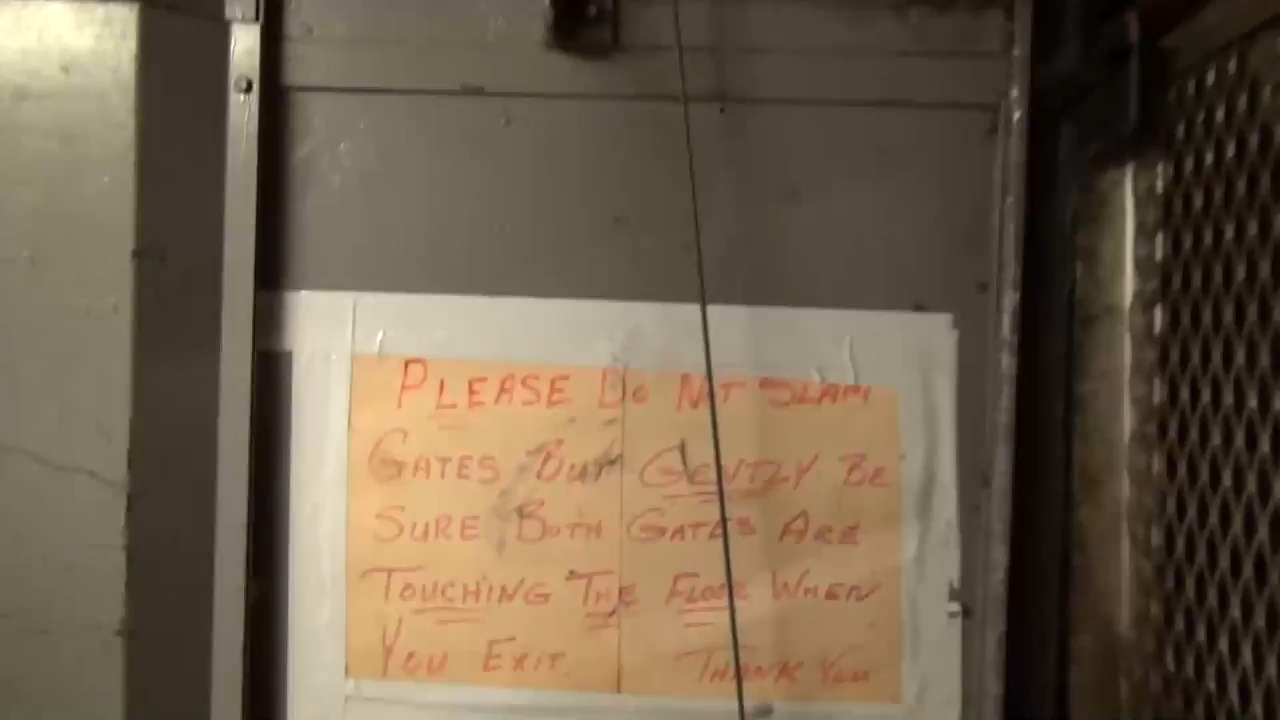 PLEASE DO NOT SLAM
GATES BUT GENTLY BE
SURE BOTH GATES ARE
TOUCHING THE FLOOR WHEN
YOU EXIT. THANK YOU